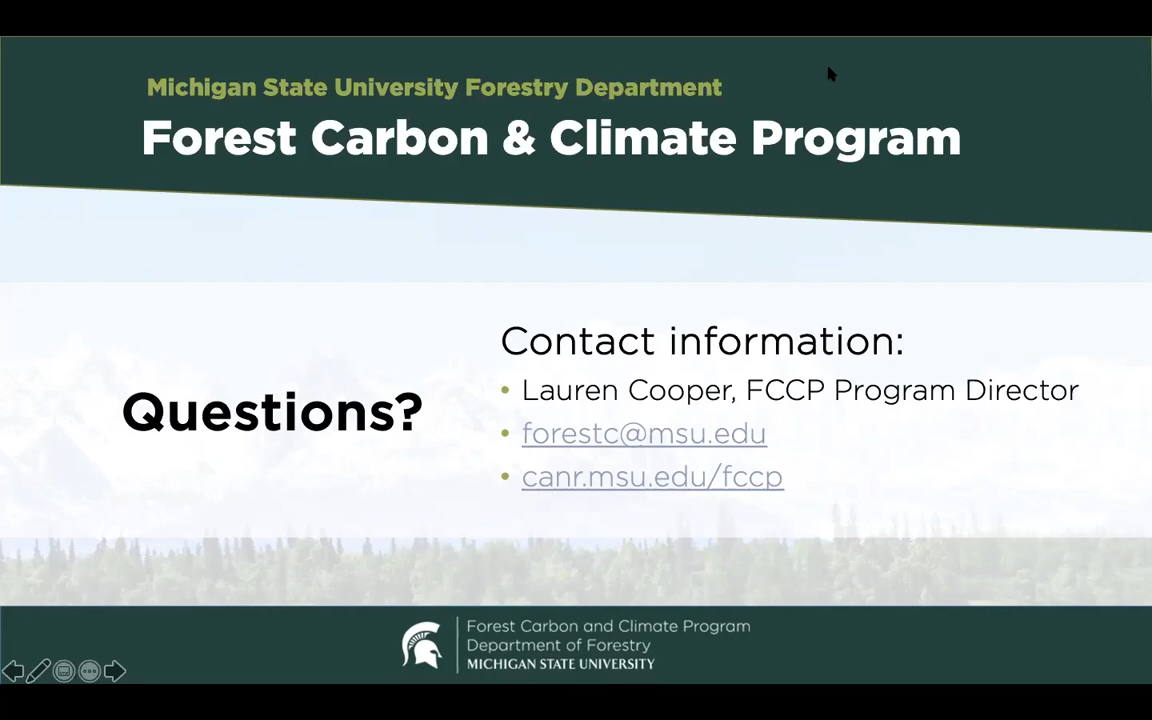 Michigan State University Forestry Department
Forest Carbon & Climate Program
Questions?
Contact information:
• Lauren Cooper, FCCP Program Director
• forestc@msu.edu
• canr.msu.edu/fccp
Forest Carbon and Climate Program
Department of Forestry
MICHIGAN STATE UNIVERSITY